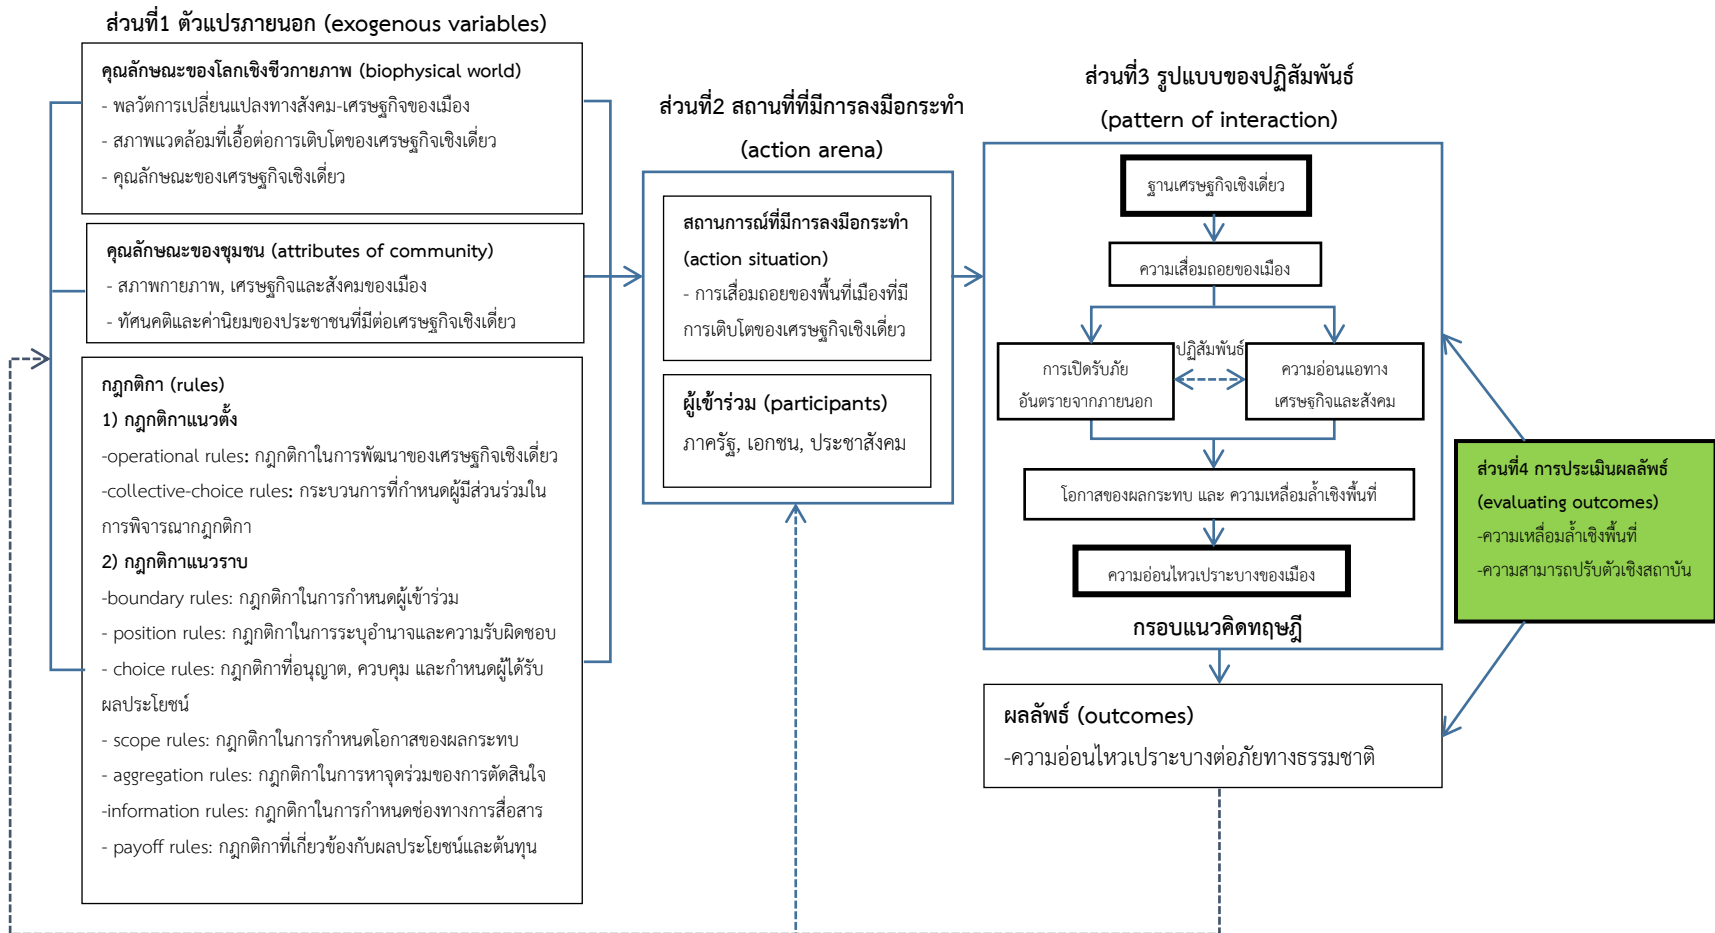 ส่วนที่1 ตัวแปรภายนอก (exogenous variables)
คุณลักษณะของโลกเชิงชีวกายภาพ (biophysical world)
- พลวัตการเปลี่ยนแปลงทางสังคม-เศรษฐกิจของเมือง
- สภาพแวดล้อมที่เอื้อต่อการเติบโตของเศรษฐกิจเชิงเดี่ยว
- คุณลักษณะของเศรษฐกิจเชิงเดี่ยว
คุณลักษณะของชุมชน (attributes of community)
- สภาพกายภาพ, เศรษฐกิจและสังคมของเมือง
- ทัศนคติและค่านิยมของประชาชนที่มีต่อเศรษฐกิจเชิงเดี่ยว
กฎกติกา (rules)
1) กฎกติกาแนวตั้ง
-operational rules: กฎกติกาในการพัฒนาของเศรษฐกิจเชิงเดี่ยว
-collective-choice rules: กระบวนการที่กำหนดผู้มีส่วนร่วมใน
การพิจารณากฎกติกา
2) กฎกติกาแนวราบ
-boundary rules: กฎกติกาในการกำหนดผู้เข้าร่วม
- position rules: กฎกติกาในการระบุอำนาจและความรับผิดชอบ
- choice rules: กฎกติกาที่อนุญาต, ควบคุม และกำหนดผู้ได้รับ
ผลประโยชน์
- scope rules: กฎกติกาในการกำหนดโอกาสของผลกระทบ
- aggregation rules: กฎกติกาในการหาจุดร่วมของการตัดสินใจ
-information rules: กฎกติกาในการกำหนดช่องทางการสื่อสาร
- payoff rules: กฎกติกาที่เกี่ยวข้องกับผลประโยชน์และต้นทุน
ส่วนที่2 สถานที่ที่มีการลงมือกระทำ
(action arena)
สถานการณ์ที่มีการลงมือกระทำ
(action situation)
- การเสื่อมถอยของพื้นที่เมืองที่มี
การเติบโตของเศรษฐกิจเชิงเดี่ยว
ผู้เข้าร่วม (participants)
ภาครัฐ, เอกชน, ประชาสังคม
ส่วนที่3 รูปแบบของปฏิสัมพันธ์
(pattern of interaction)
ฐานเศรษฐกิจเชิงเดี่ยว
ความเสื่อมถอยของเมือง
ปฏิสัมพันธ์
การเปิดรับภัย
อันตรายจากภายนอก
ความอ่อนแอทาง
เศรษฐกิจและสังคม
โอกาสของผลกระทบ และ ความเหลื่อมล้ำเชิงพื้นที่
ความอ่อนไหวเปราะบางของเมือง
กรอบแนวคิดทฤษฎี
ผลลัพธ์ (outcomes)
-ความอ่อนไหวเปราะบางต่อภัยทางธรรมชาติ
ส่วนที่4 การประเมินผลลัพธ์
(evaluating outcomes)
-ความเหลื่อมล้ำเชิงพื้นที่
-ความสามารถปรับตัวเชิงสถาบัน